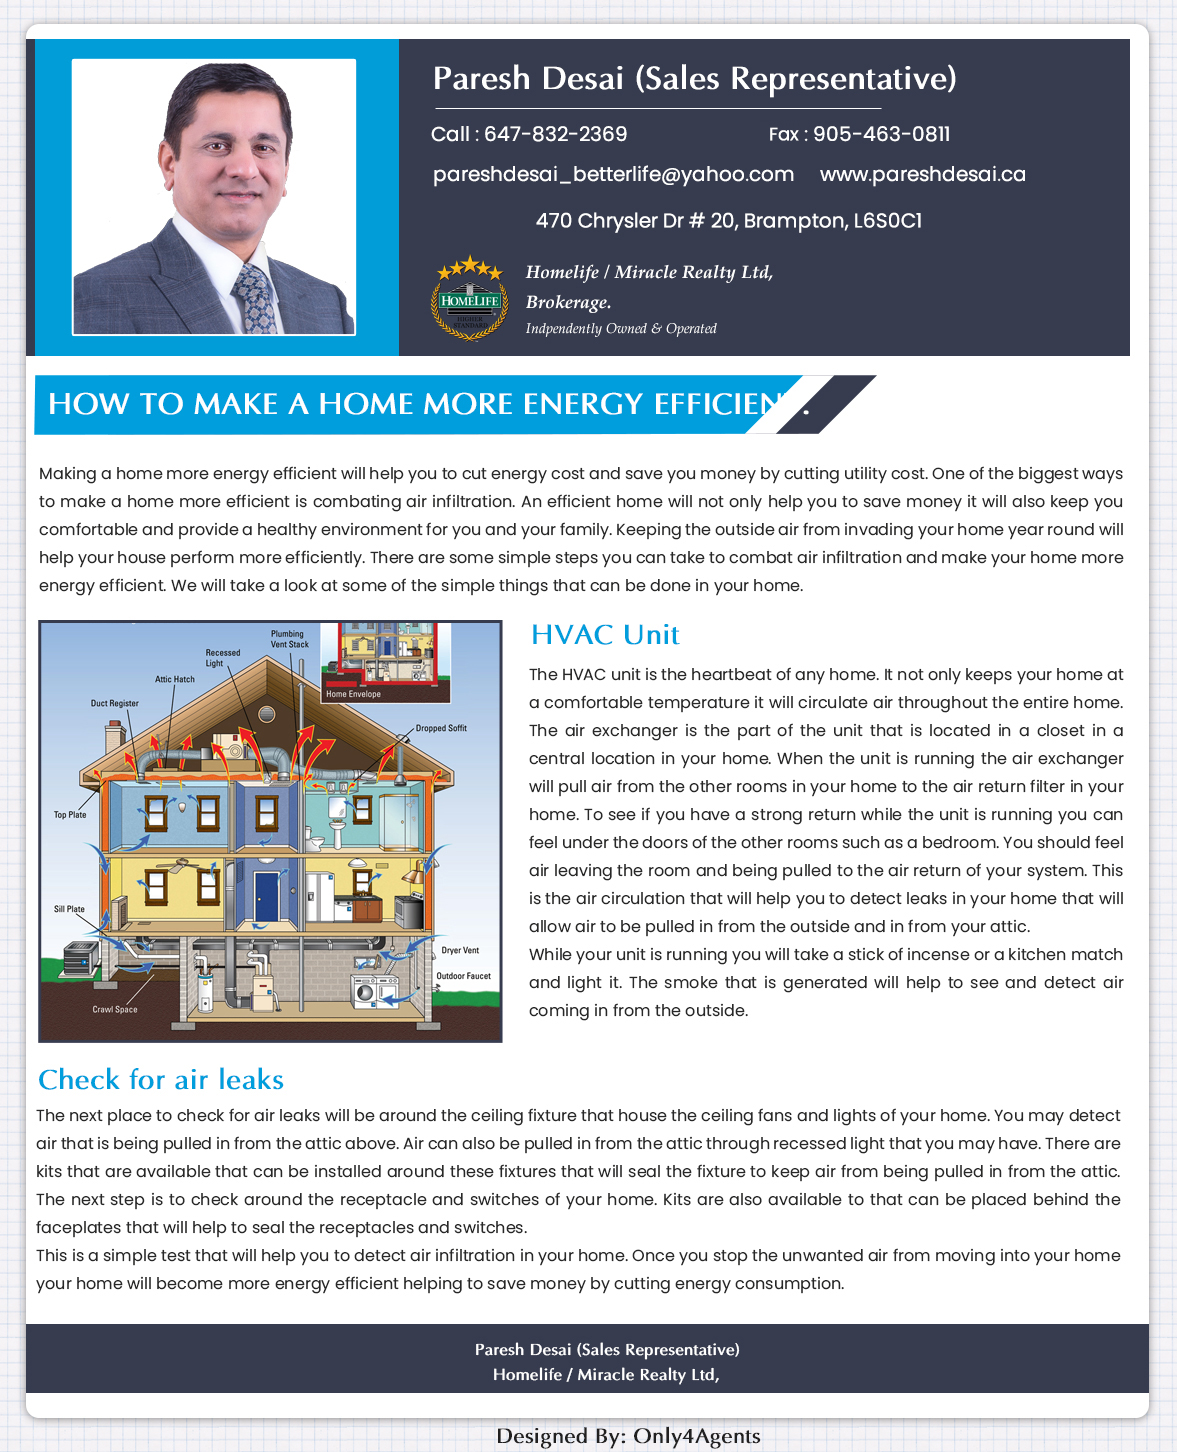 Paresh Desai (Sales Representative)
Call : 647-832-2369 Fax : 905-463-0811
pareshdesai_betterlife@yahoo.com www.pareshdesai.ca
470 Chrysler Dr # 20, Brampton, L6S0C1
HOMELIFE
HIGHER
STANDARDS
Homelife / Miracle Realty Ltd,
Brokerage.
Indpendently Owned & Operated
HOW TO MAKE A HOME MORE ENERGY EFFICIENT.
Making a home more energy efficient will help you to cut energy cost and save you money by cutting utility cost. One of the biggest ways
to make a home more efficient is combating air infiltration. An efficient home will not only help you to save money it will also keep you
comfortable and provide a healthy environment for you and your family. Keeping the outside air from invading your home year round will
help your house perform more efficiently. There are some simple steps you can take to combat air infiltration and make your home more
energy efficient. We will take a look at some of the simple things that can be done in your home.
Plumbing
Vent Stack
Recessed
Light
Attic Hatch
Duct Register
Home Envelope
Dropped Soffit
Top Plate
Sill Plate
Dryer Vent
Outdoor Faucet
Crawl Space
HVAC Unit
The HVAC unit is the heartbeat of any home. It not only keeps your home at
a comfortable temperature it will circulate air throughout the entire home.
The air exchanger is the part of the unit that is located in a closet in a
central location in your home. When the unit is running the air exchanger
will pull air from the other rooms in your home to the air return filter in your
home. To see if you have a strong return while the unit is running you can
feel under the doors of the other rooms such as a bedroom. You should feel
air leaving the room and being pulled to the air return of your system. This
is the air circulation that will help you to detect leaks in your home that will
allow air to be pulled in from the outside and in from your attic.
While your unit is running you will take a stick of incense or a kitchen match
and light it. The smoke that is generated will help to see and detect air
coming in from the outside.
Check for air leaks
The next place to check for air leaks will be around the ceiling fixture that house the ceiling fans and lights of your home. You may detect
air that is being pulled in from the attic above. Air can also be pulled in from the attic through recessed light that you may have. There are
kits that are available that can be installed around these fixtures that will seal the fixture to keep air from being pulled in from the attic.
The next step is to check around the receptacle and switches of your home. Kits are also available to that can be placed behind the
faceplates that will help to seal the receptacles and switches.
This is a simple test that will help you to detect air infiltration in your home. Once you stop the unwanted air from moving into your home
your home will become more energy efficient helping to save money by cutting energy consumption.
Paresh Desai (Sales Representative)
Homelife / Miracle Realty Ltd,
Designed By: Only4Agents